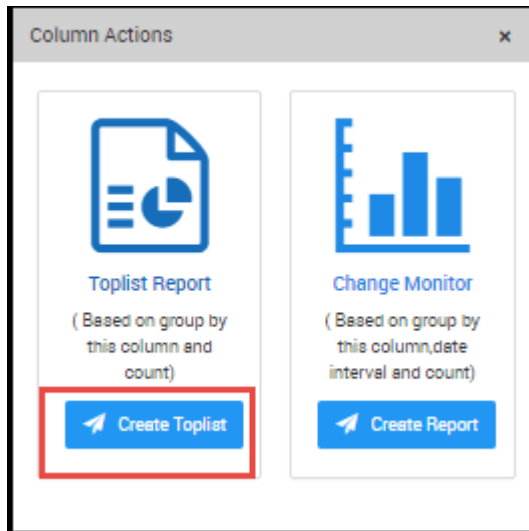 Column Actions ×
Toplist Report
( Based on group by
this column and
count)
Create Toplist
Change Monitor
( Based on group by
this column,date
interval and count)
Create Report